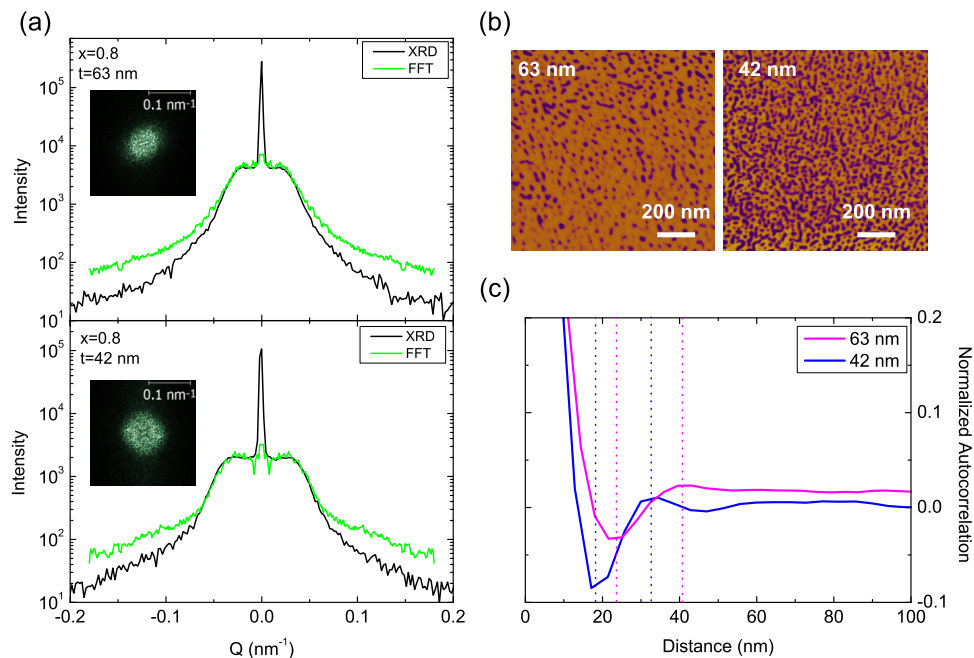 (a)
x=0.8
t=63 nm
XRD
FFT
0.1 nm-1
10^5
10^4
10^3
10^2
10^1
Intensity
x=0.8
t=42 nm
XRD
FFT
0.1 nm-1
10^5
10^4
10^3
10^2
10^1
Intensity
-0.2 -0.1 0.0 0.1 0.2
Q (nm^-1)
(b)
63 nm
200 nm
42 nm
200 nm
(c)
63 nm
42 nm
0.2
0.1
0.0
-0.1
Normalized Autocorrelation
0 20 40 60 80 100
Distance (nm)